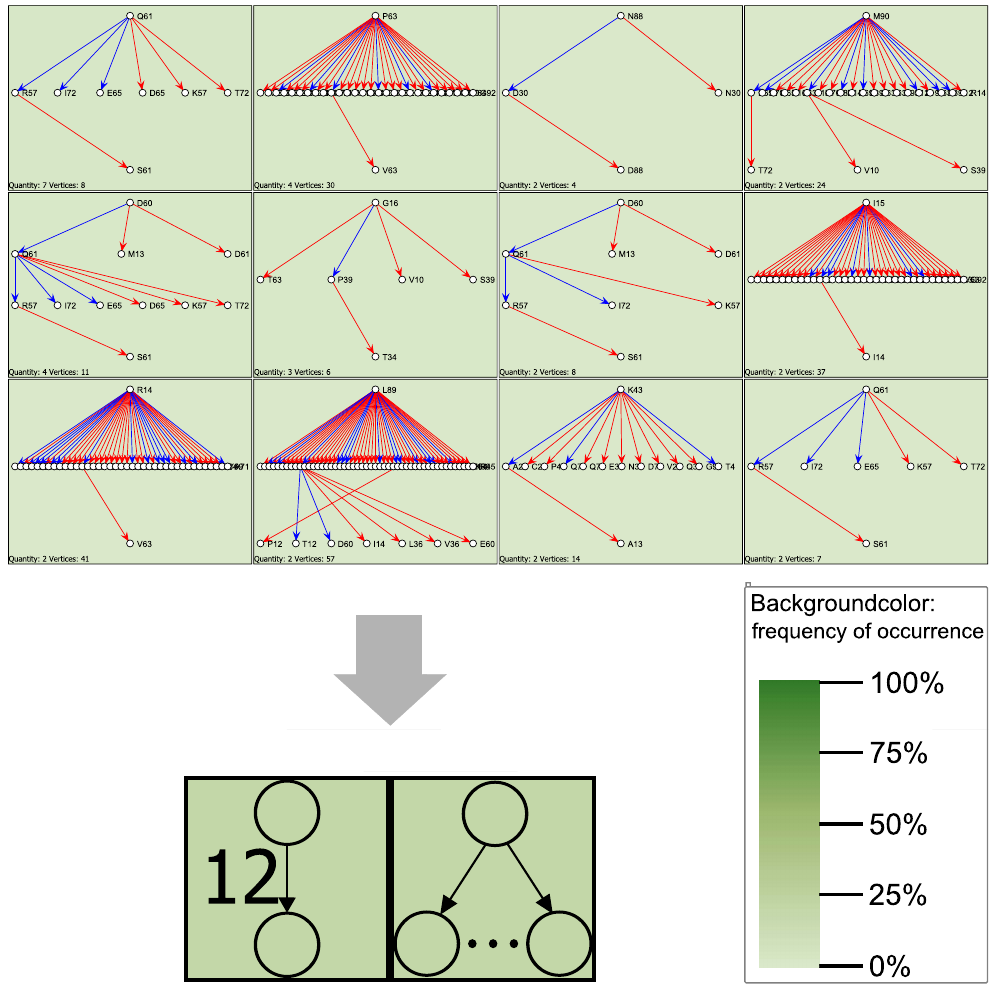 Q61
R57 I72 E65 D65 K57 T72
S61
Quantity: 7 Vertices: 8
P63
V63
Quantity: 4 Vertices: 30
N88
D30 N30
D88
Quantity: 2 Vertices: 4
M90
R14
T72 V10 S39
Quantity: 2 Vertices: 24
D60
Q61 M13 D61
R57 I72 E65 D65 K57 T72
S61
Quantity: 4 Vertices: 11
G16
T63 P39 V10 S39
T34
Quantity: 3 Vertices: 6
D60
Q61 M13 D61
R57 I72 K57
S61
Quantity: 2 Vertices: 8
I15
I14
Quantity: 2 Vertices: 37
R14
V63
Quantity: 2 Vertices: 41
L89
P12 T12 D60 I14 L36 V36 E60
Quantity: 2 Vertices: 57
K43
T4
A13
Quantity: 2 Vertices: 14
Q61
R57 I72 E65 K57 T72
S61
Quantity: 2 Vertices: 7
Backgroundcolor:
frequency of occurrence
100%
75%
50%
25%
0%
12